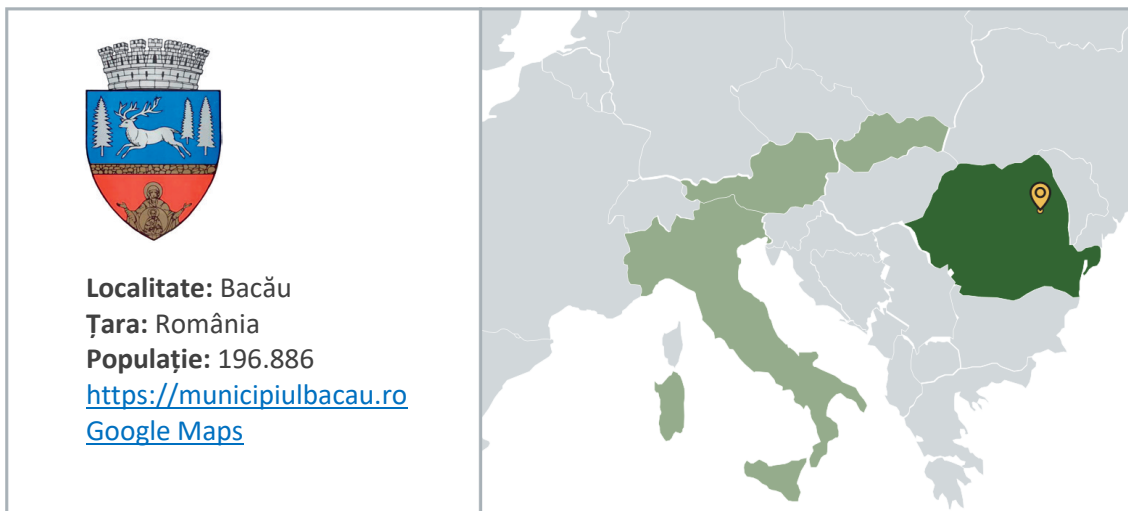 Localitate: Bacău
Țara: România
Populație: 196.886
https://municipiulbacau.ro
Google Maps